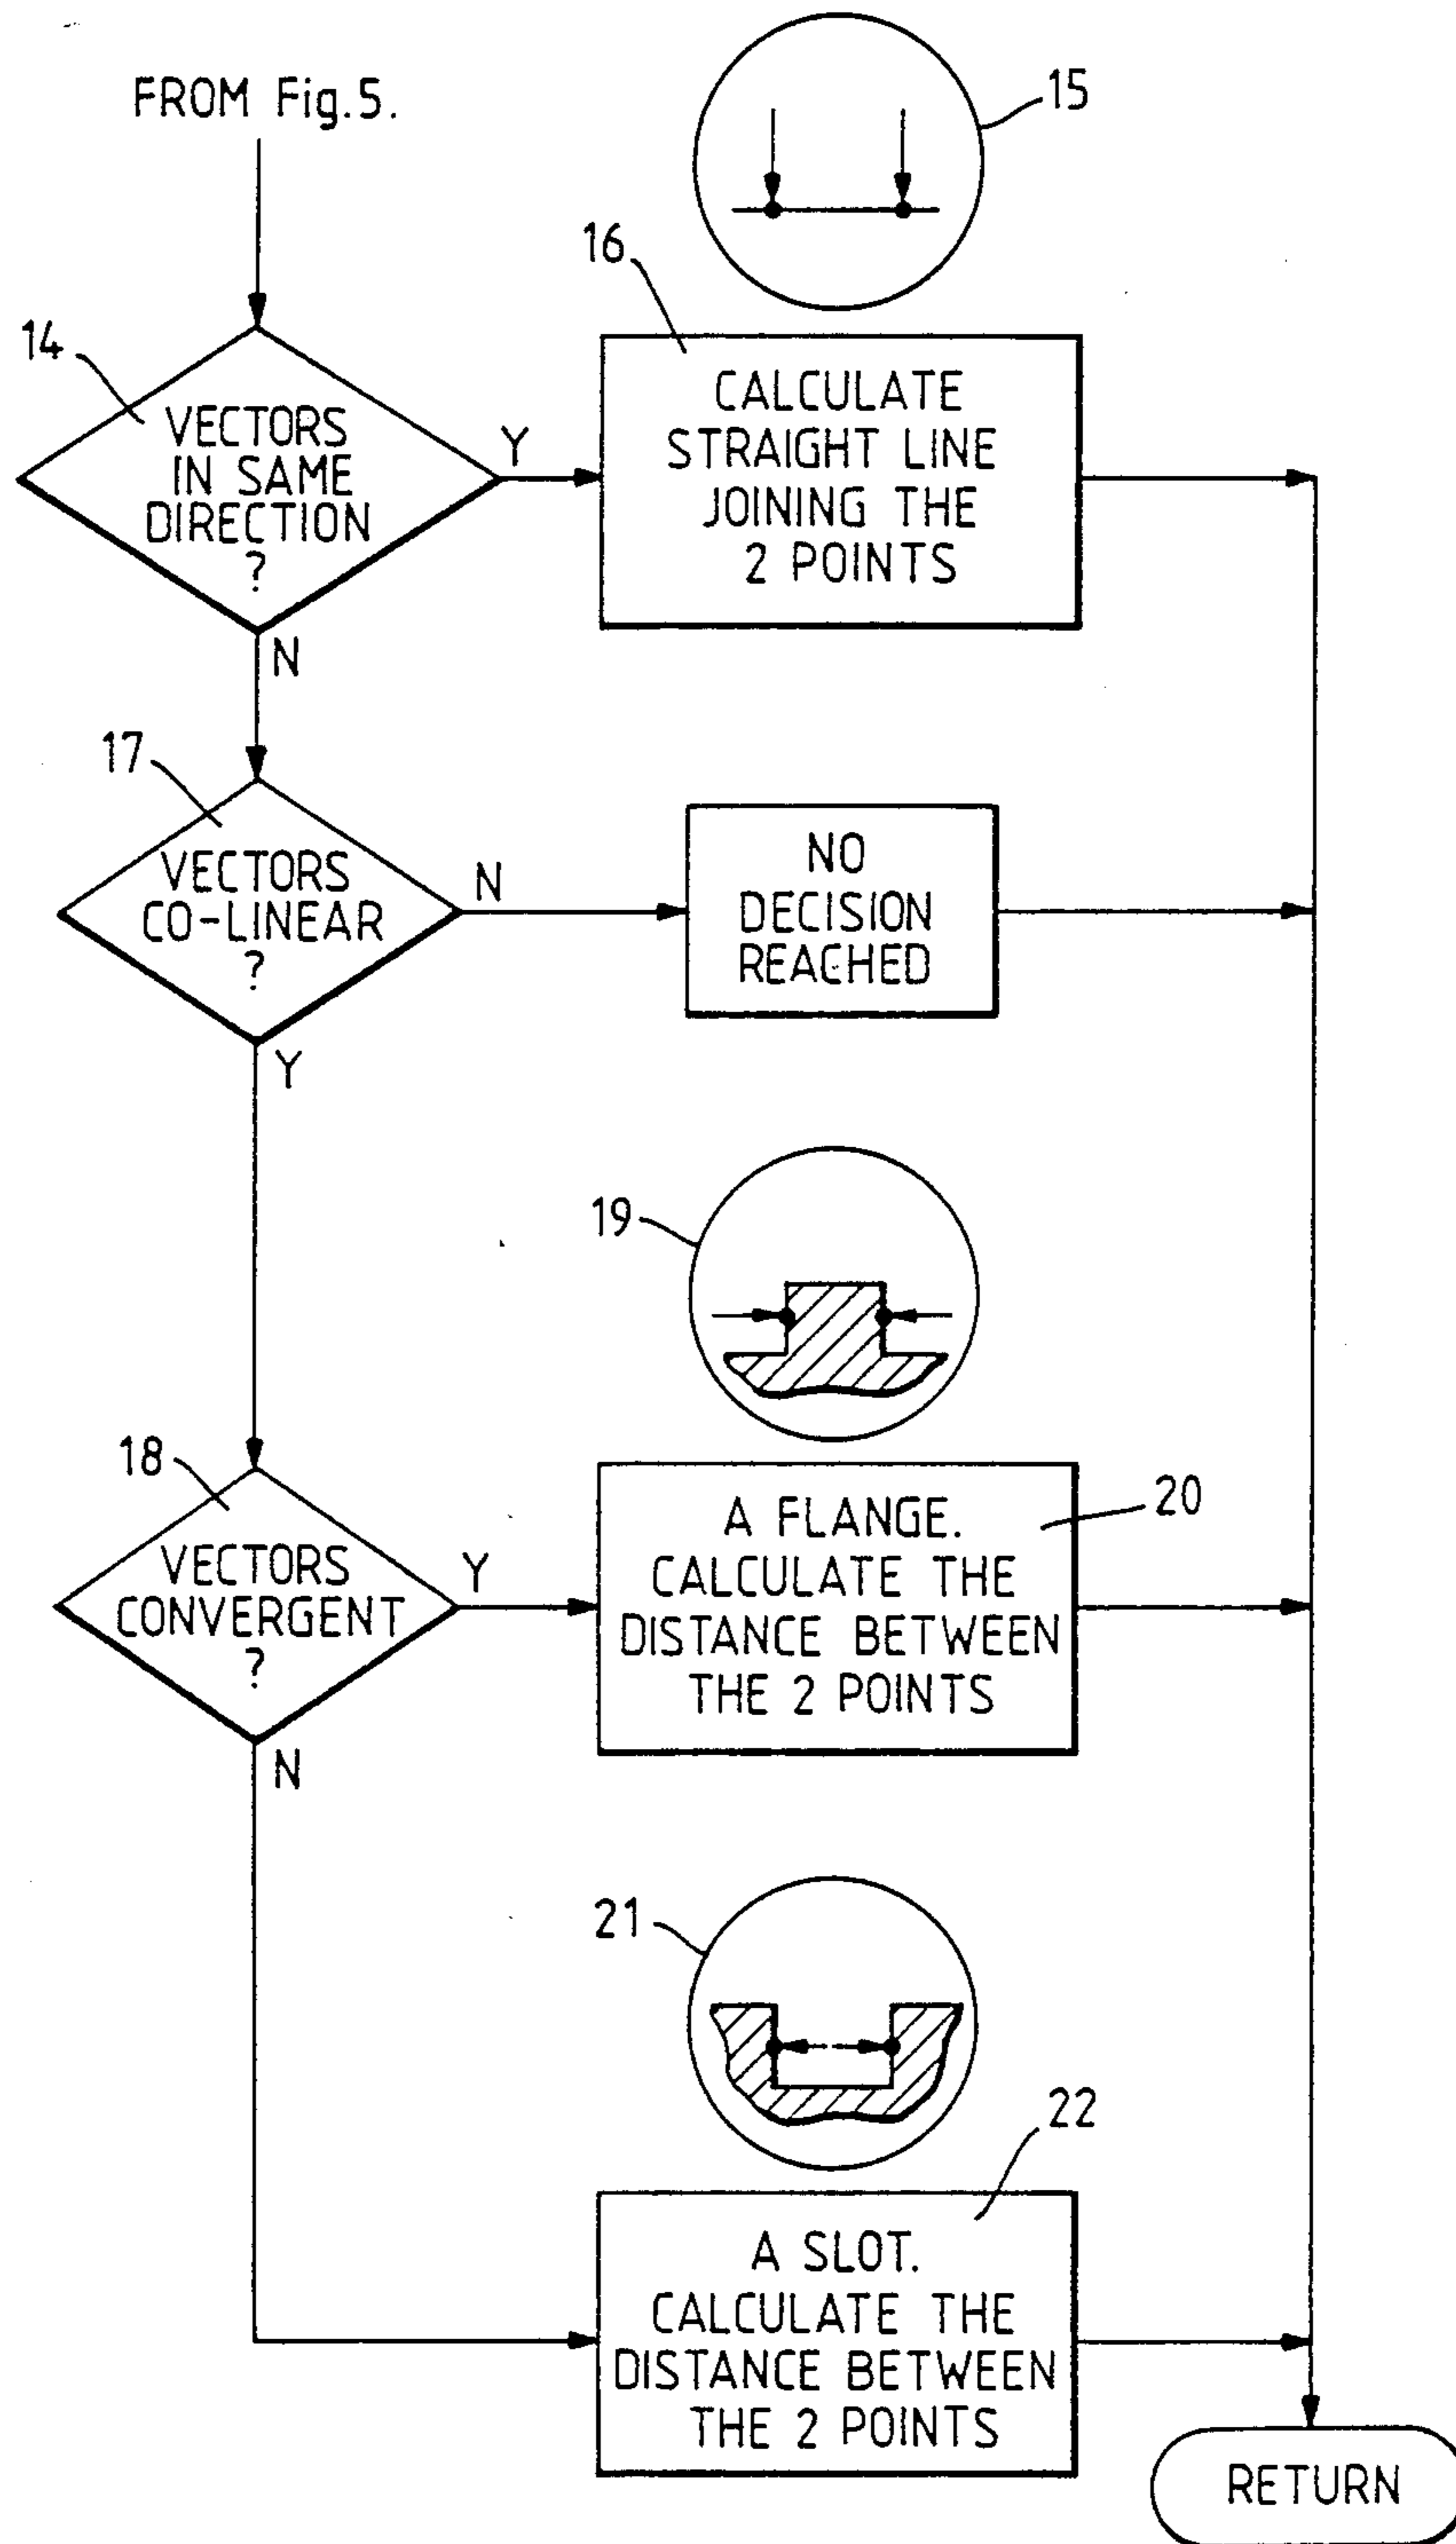 FROM Fig.5.
15
16
14
VECTORS
IN SAME
DIRECTION
?
Y
CALCULATE
STRAIGHT LINE
JOINING THE
2 POINTS
N
17
VECTORS
CO-LINEAR
?
N
NO
DECISION
REACHED
Y
19
18
VECTORS
CONVERGENT
?
Y
A FLANGE.
CALCULATE THE
DISTANCE BETWEEN
THE 2 POINTS
20
N
21
22
A SLOT.
CALCULATE THE
DISTANCE BETWEEN
THE 2 POINTS
RETURN